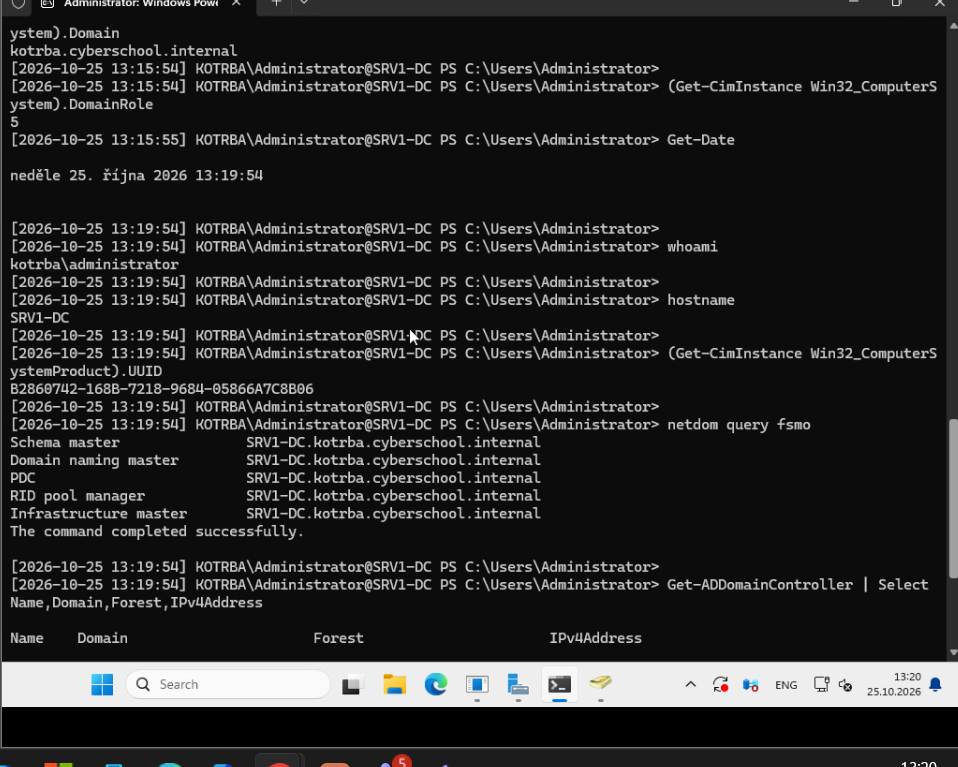 Administrator: Windows Powe
ystem).Domain
kotrba.cyberschool.internal
[2026-10-25 13:15:54] KOTRBA\Administrator@SRV1-DC PS C:\Users\Administrator>
[2026-10-25 13:15:54] KOTRBA\Administrator@SRV1-DC PS C:\Users\Administrator> (Get-CimInstance Win32_ComputerS
ystem).DomainRole
5
[2026-10-25 13:15:55] KOTRBA\Administrator@SRV1-DC PS C:\Users\Administrator> Get-Date
neděle 25. října 2026 13:19:54
[2026-10-25 13:19:54] KOTRBA\Administrator@SRV1-DC PS C:\Users\Administrator>
[2026-10-25 13:19:54] KOTRBA\Administrator@SRV1-DC PS C:\Users\Administrator> whoami
kotrba\administrator
[2026-10-25 13:19:54] KOTRBA\Administrator@SRV1-DC PS C:\Users\Administrator>
[2026-10-25 13:19:54] KOTRBA\Administrator@SRV1-DC PS C:\Users\Administrator> hostname
SRV1-DC
[2026-10-25 13:19:54] KOTRBA\Administrator@SRV1-DC PS C:\Users\Administrator>
[2026-10-25 13:19:54] KOTRBA\Administrator@SRV1-DC PS C:\Users\Administrator> (Get-CimInstance Win32_ComputerS
ystemProduct).UUID
B2860742-168B-7218-9684-05866A7C8B06
[2026-10-25 13:19:54] KOTRBA\Administrator@SRV1-DC PS C:\Users\Administrator>
[2026-10-25 13:19:54] KOTRBA\Administrator@SRV1-DC PS C:\Users\Administrator> netdom query fsmo
Schema master SRV1-DC.kotrba.cyberschool.internal
Domain naming master SRV1-DC.kotrba.cyberschool.internal
PDC SRV1-DC.kotrba.cyberschool.internal
RID pool manager SRV1-DC.kotrba.cyberschool.internal
Infrastructure master SRV1-DC.kotrba.cyberschool.internal
The command completed successfully.
[2026-10-25 13:19:54] KOTRBA\Administrator@SRV1-DC PS C:\Users\Administrator>
[2026-10-25 13:19:54] KOTRBA\Administrator@SRV1-DC PS C:\Users\Administrator> Get-ADDomainController | Select
Name,Domain,Forest,IPv4Address
Name Domain Forest IPv4Address
Search
ENG
13:20
25.10.2026
5
13:20